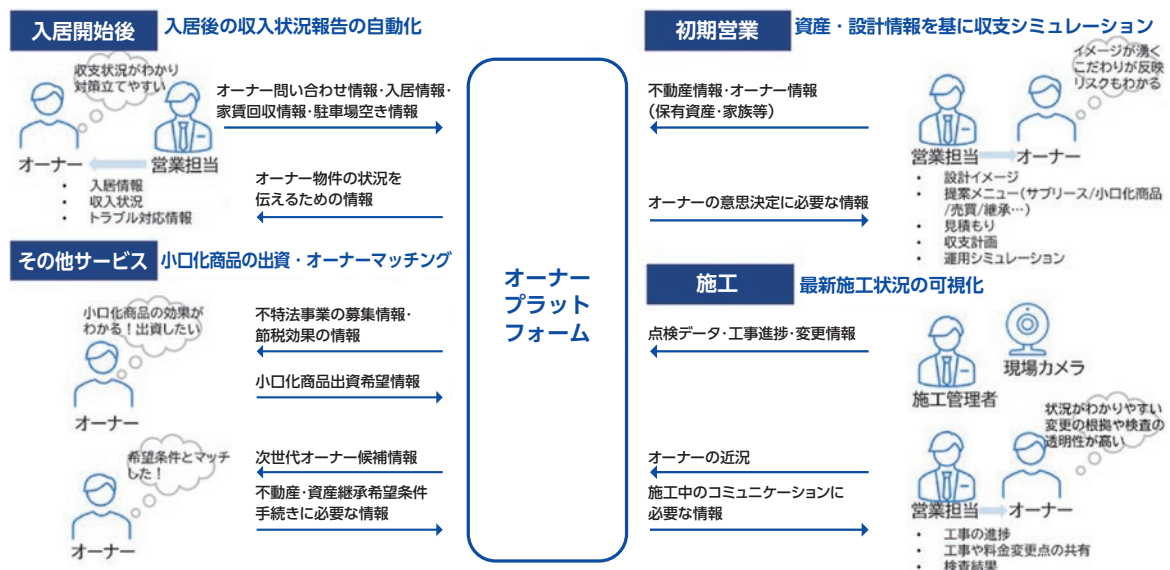 入居開始後
入居後の収入状況報告の自動化
収支状況がわかり
対策立てやすい
オーナー
営業担当
・ 入居情報
・ 収入状況
・ トラブル対応情報
オーナー問い合わせ情報・入居情報・
家賃回収情報・駐車場空き情報
オーナー物件の状況を
伝えるための情報
その他サービス
小口化商品の出資・オーナーマッチング
小口化商品の効果が
わかる！出資したい
オーナー
不特法事業の募集情報・
節税効果の情報
小口化商品出資希望情報
希望条件とマッチ
した！
オーナー
次世代オーナー候補情報
不動産・資産継承希望条件
手続きに必要な情報
オーナー
プラット
フォーム
初期営業
資産・設計情報を基に収支シミュレーション
不動産情報・オーナー情報
（保有資産・家族等）
オーナーの意思決定に必要な情報
イメージが湧く
こだわりが反映
リスクもわかる
営業担当
オーナー
・ 設計イメージ
・ 提案メニュー（サブリース/小口化商品
/売買/継承…）
・ 見積もり
・ 収支計画
・ 運用シミュレーション
施工
最新施工状況の可視化
点検データ・工事進捗・変更情報
施工管理者
現場カメラ
オーナーの近況
施工中のコミュニケーションに
必要な情報
状況がわかりやすい
変更の根拠や検査の
透明性が高い
営業担当
オーナー
・ 工事の進捗
・ 工事や料金変更点の共有
・ 検査結果